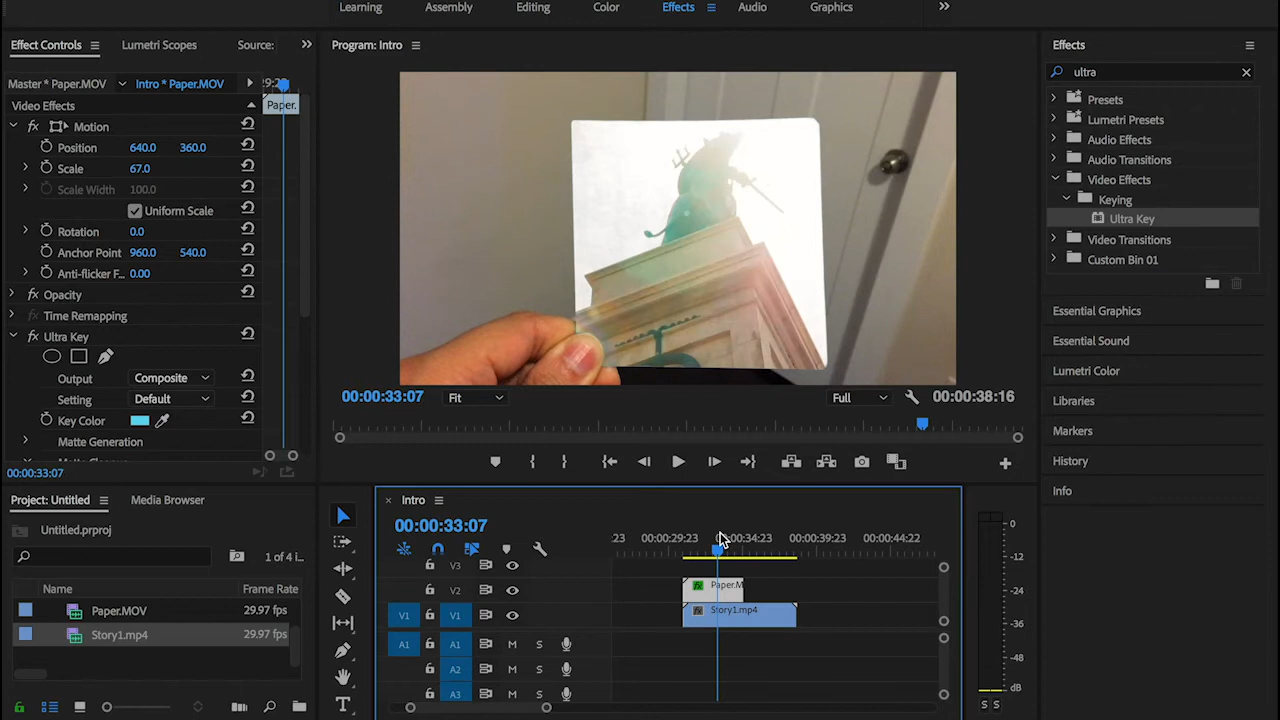 Learning Assembly Editing Color Effects Audio Graphics
Effect Controls Lumetri Scopes Source:
Master * Paper.MOV Intro * Paper.MOV
Paper.
Video Effects
Motion
Position 640.0 360.0
Scale 67.0
Scale Width 100.0
Uniform Scale
Rotation 0.0
Anchor Point 960.0 540.0
Anti-flicker F... 0.00
Opacity
Time Remapping
Ultra Key
Output Composite
Setting Default
Key Color
Matte Generation
00:00:33:07
Program: Intro
00:00:33:07 Fit Full 00:00:38:16
Effects
ultra
Presets
Lumetri Presets
Audio Effects
Audio Transitions
Video Effects
Keying
Ultra Key
Video Transitions
Custom Bin 01
Essential Graphics
Essential Sound
Lumetri Color
Libraries
Markers
History
Info
Project: Untitled Media Browser
Untitled.prproj
1 of 4 i...
Name Frame Rate
Paper.MOV 29.97 fps
Story1.mp4 29.97 fps
Intro
00:00:33:07
:23 00:00:29:23 00:00:34:23 00:00:39:23 00:00:44:22
V3
V2 Paper.M
V1 V1 Story1.mp4
A1 A1 M S
A2 M S
A3 M S
0
-12
-24
-36
-48
dB
S S